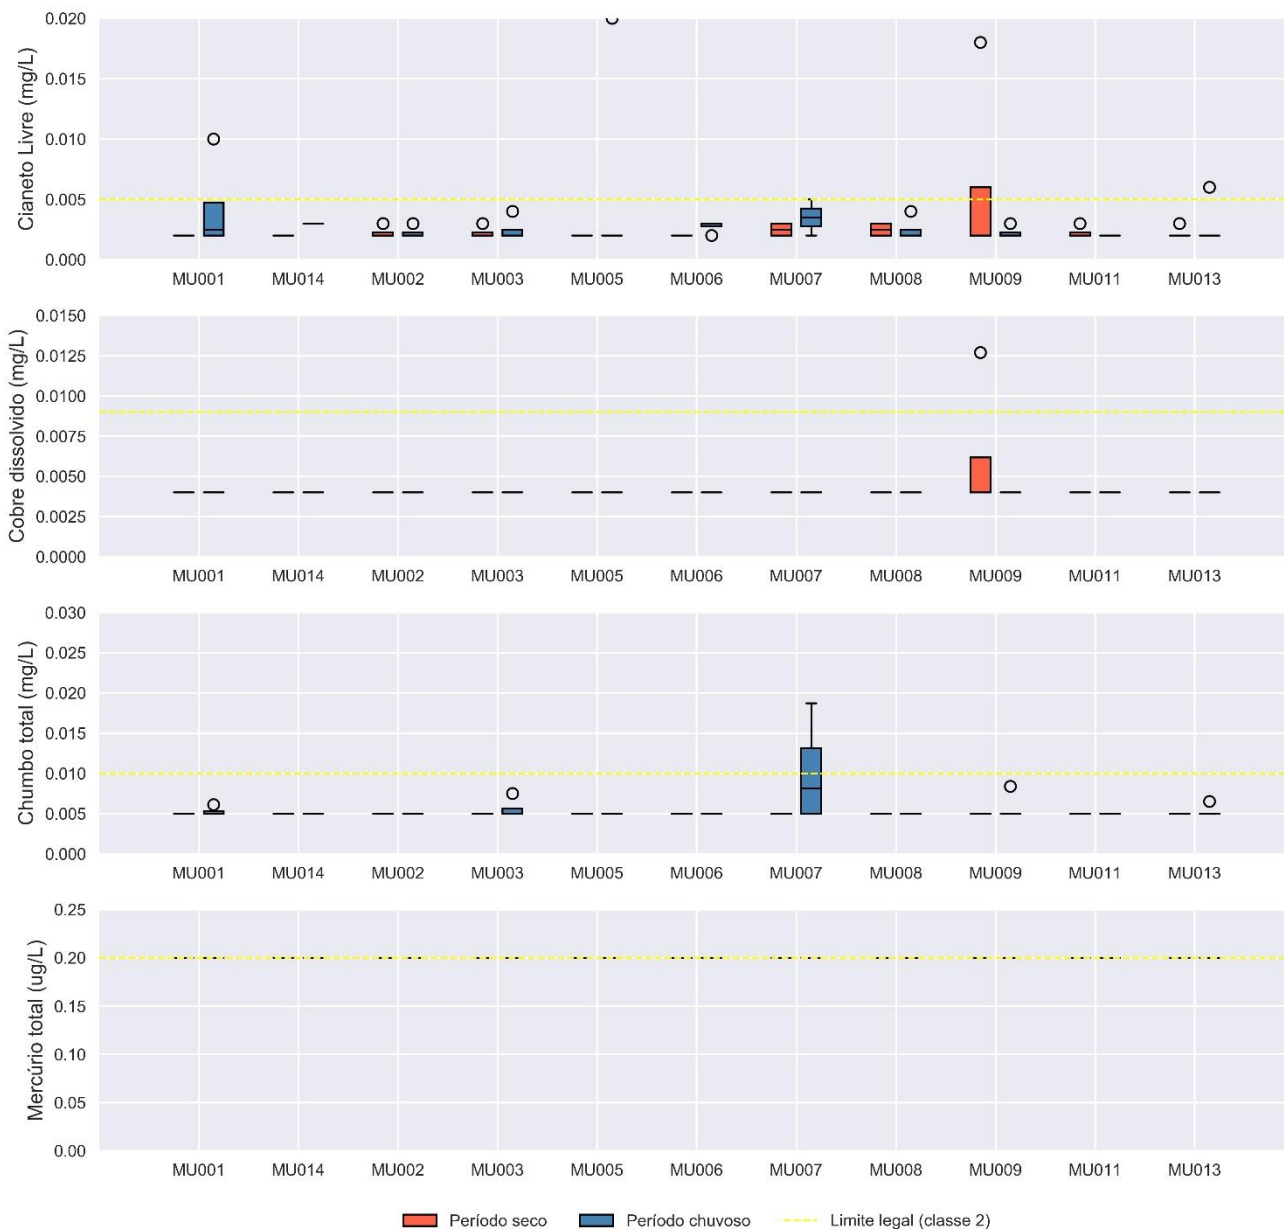 Cianeto Livre (mg/L)
0.020
0.015
0.010
0.005
0.000
MU001 MU014 MU002 MU003 MU005 MU006 MU007 MU008 MU009 MU011 MU013
Cobre dissolvido (mg/L)
0.0150
0.0125
0.0100
0.0075
0.0050
0.0025
0.0000
MU001 MU014 MU002 MU003 MU005 MU006 MU007 MU008 MU009 MU011 MU013
Chumbo total (mg/L)
0.030
0.025
0.020
0.015
0.010
0.005
0.000
MU001 MU014 MU002 MU003 MU005 MU006 MU007 MU008 MU009 MU011 MU013
Mercúrio total (ug/L)
0.25
0.20
0.15
0.10
0.05
0.00
MU001 MU014 MU002 MU003 MU005 MU006 MU007 MU008 MU009 MU011 MU013
Período seco Período chuvoso Limite legal (classe 2)